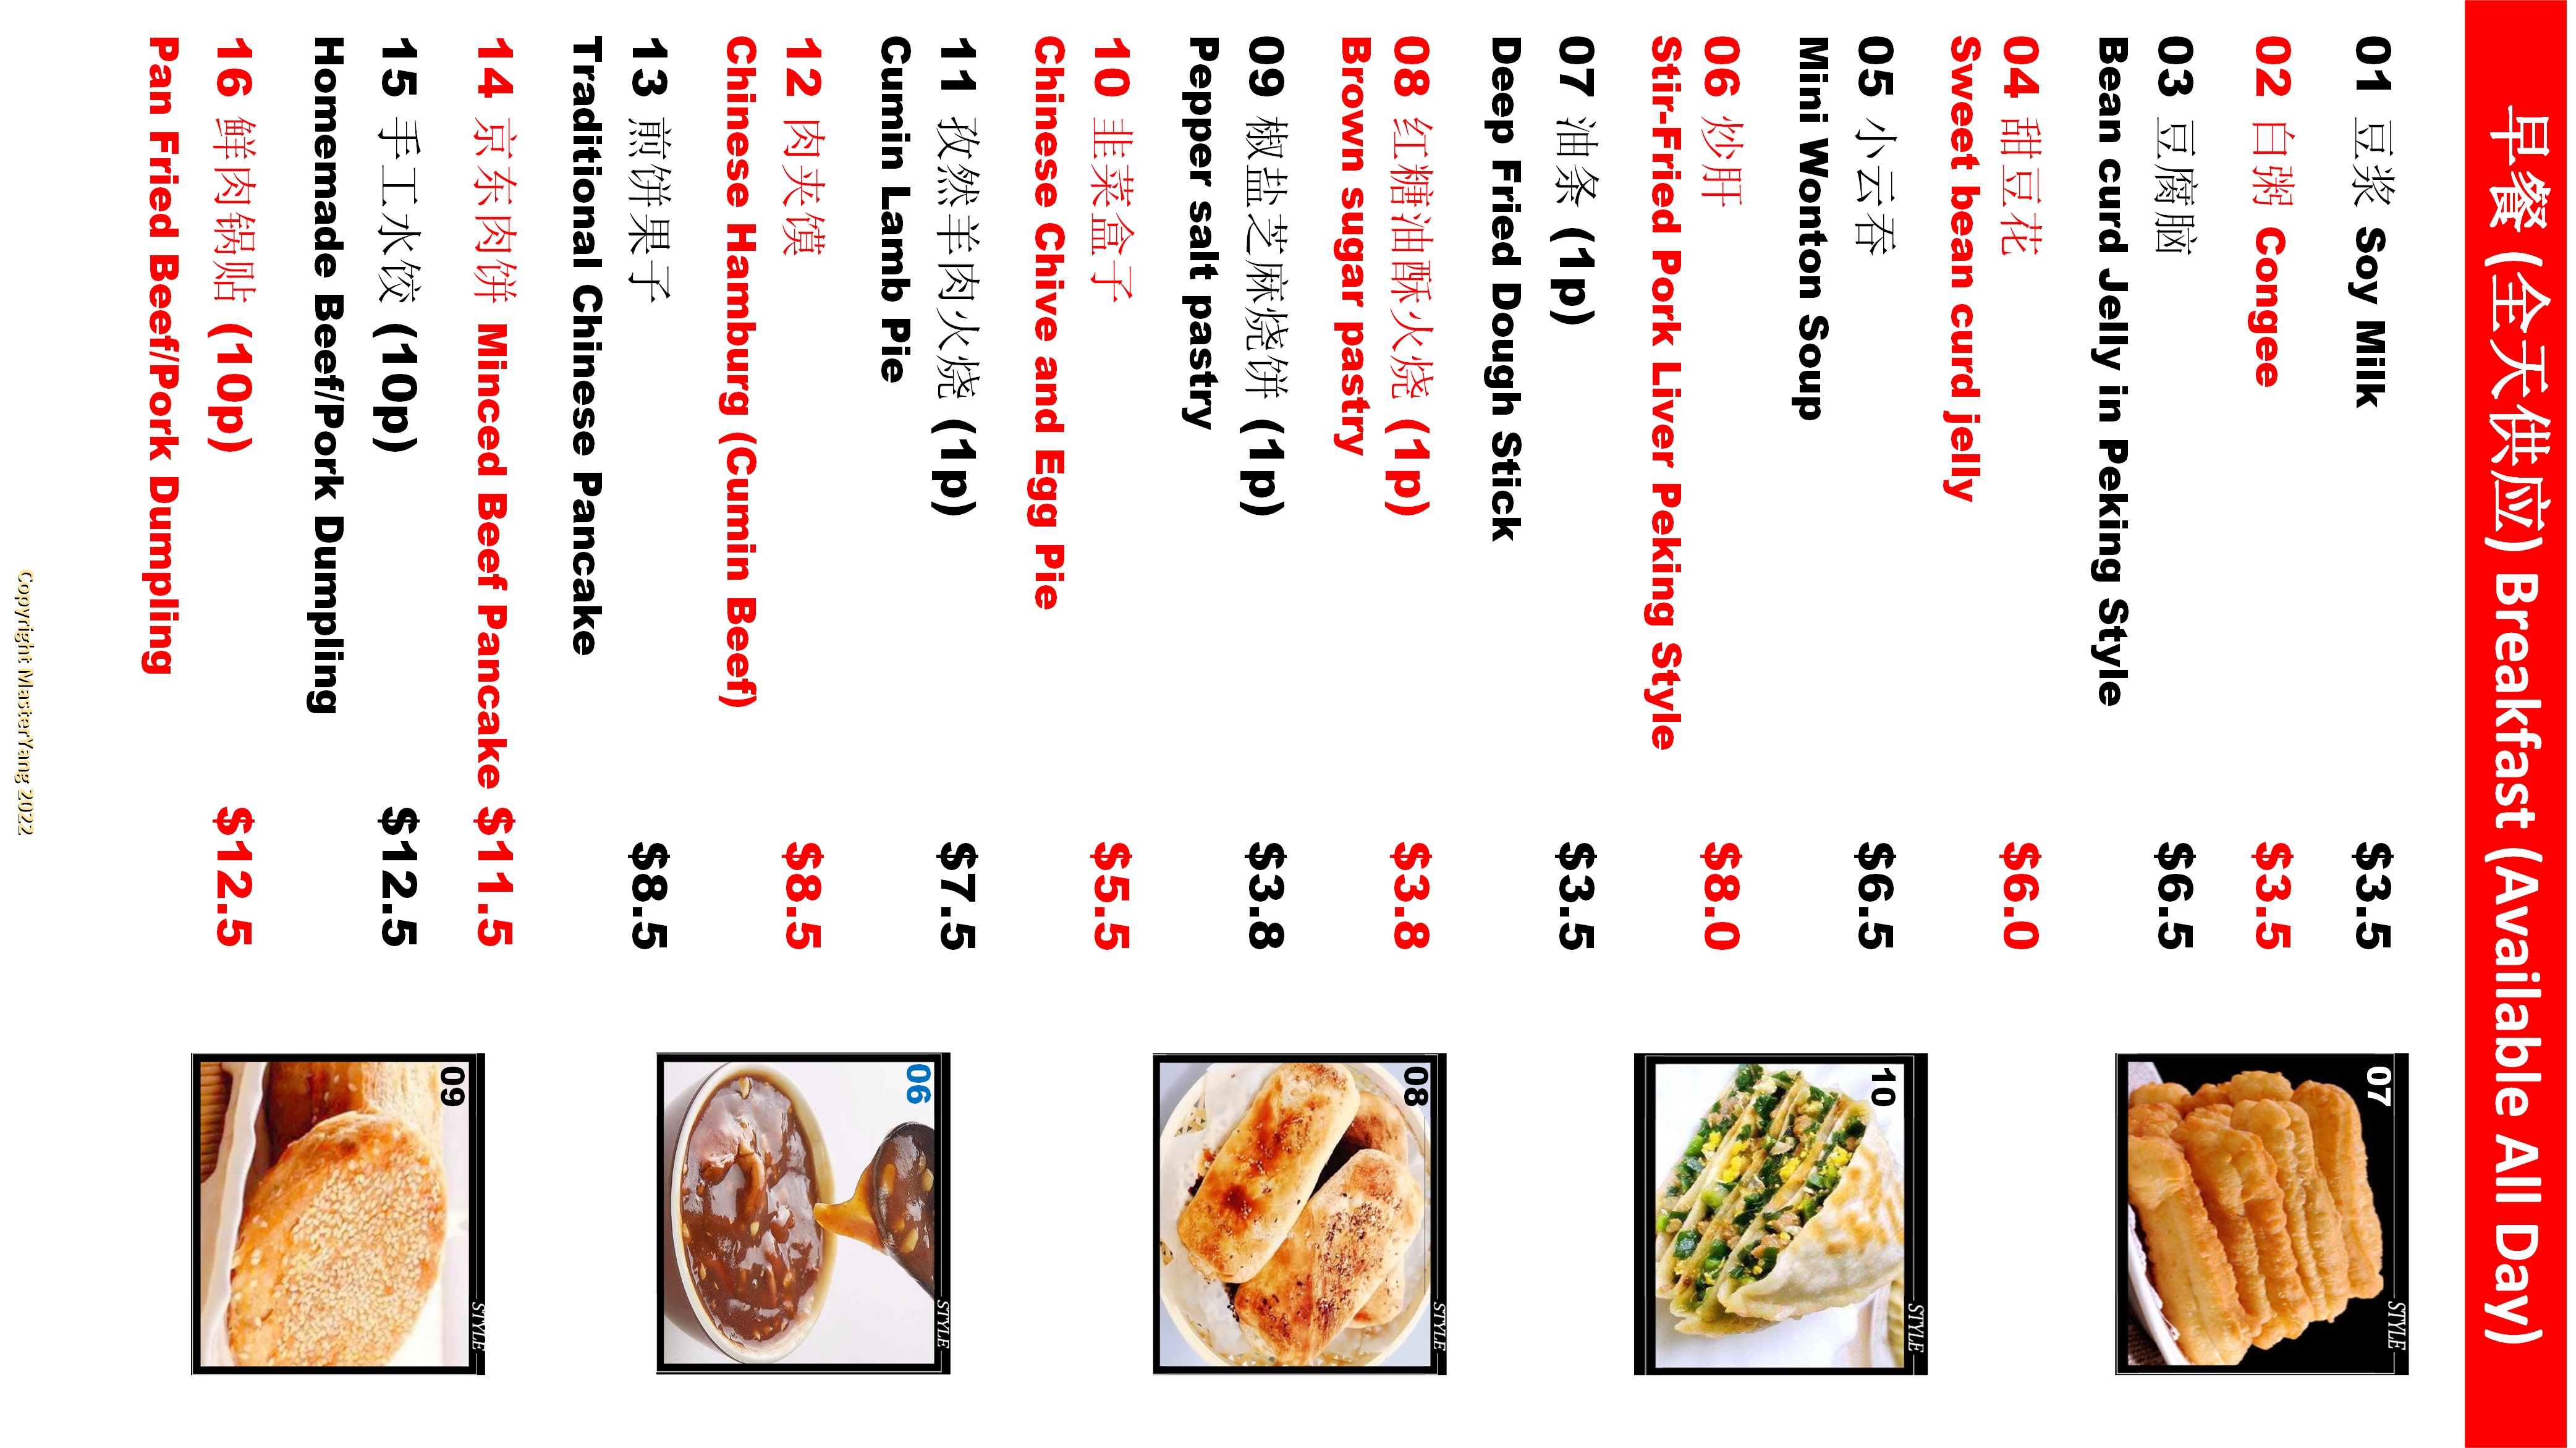 早餐 (全天供应) Breakfast (Available All Day)
01 豆浆 Soy Milk $3.5
02 白粥 Congee $3.5
03 豆腐脑 $6.5
Bean curd Jelly in Peking Style
04 甜豆花 $6.0
Sweet bean curd jelly
05 小云吞 $6.5
Mini Wonton Soup
06 炒肝 $8.0
Stir-Fried Pork Liver Peking Style
07 油条 (1p) $3.5
Deep Fried Dough Stick
08 红糖油酥火烧 (1p) $3.8
Brown sugar pastry
09 椒盐芝麻烧饼 (1p) $3.8
Pepper salt pastry
10 韭菜盒子 $5.5
Chinese Chive and Egg Pie
11 孜然羊肉火烧 (1p) $7.5
Cumin Lamb Pie
12 肉夹馍 $8.5
Chinese Hamburg (Cumin Beef)
13 煎饼果子 $8.5
Traditional Chinese Pancake
14 京东肉饼 Minced Beef Pancake $11.5
15 手工水饺 (10p) $12.5
Homemade Beef/Pork Dumpling
16 鲜肉锅贴 (10p) $12.5
Pan Fried Beef/Pork Dumpling
07
STYLE
10
STYLE
08
STYLE
06
STYLE
09
STYLE
Copyright MasterYang 2022